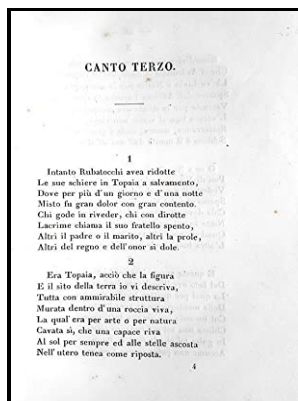 CANTO TERZO.
1
Intanto Rubatocchi avea ridotte
Le sue schiere in Topaia a salvamento,
Dove per più d'un giorno e d'una notte
Misto fu gran dolor con gran contento.
Chi gode in riveder, chi con dirotte
Lacrime chiama il suo fratello spento,
Altri il padre o il marito, altri la prole,
Altri del regno e dell'onor si dole.
2
Era Topaia, acciò che la figura
E il sito della terra io vi descriva,
Tutta con ammirabile struttura
Murata dentro d'una roccia viva,
La qual' era per arte o per natura
Cavata sì, che una capace riva
Al sol per sempre ed alle stelle ascosta
Nell' utero tenea come riposta.
4